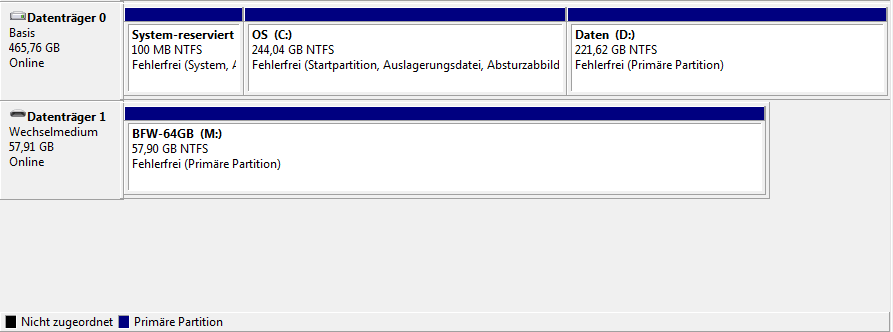 Datenträger 0
Basis
465,76 GB
Online
System-reserviert
100 MB NTFS
Fehlerfrei (System, A
OS (C:)
244,04 GB NTFS
Fehlerfrei (Startpartition, Auslagerungsdatei, Absturzabbild
Daten (D:)
221,62 GB NTFS
Fehlerfrei (Primäre Partition)
Datenträger 1
Wechselmedium
57,91 GB
Online
BFW-64GB (M:)
57,90 GB NTFS
Fehlerfrei (Primäre Partition)
Nicht zugeordnet Primäre Partition